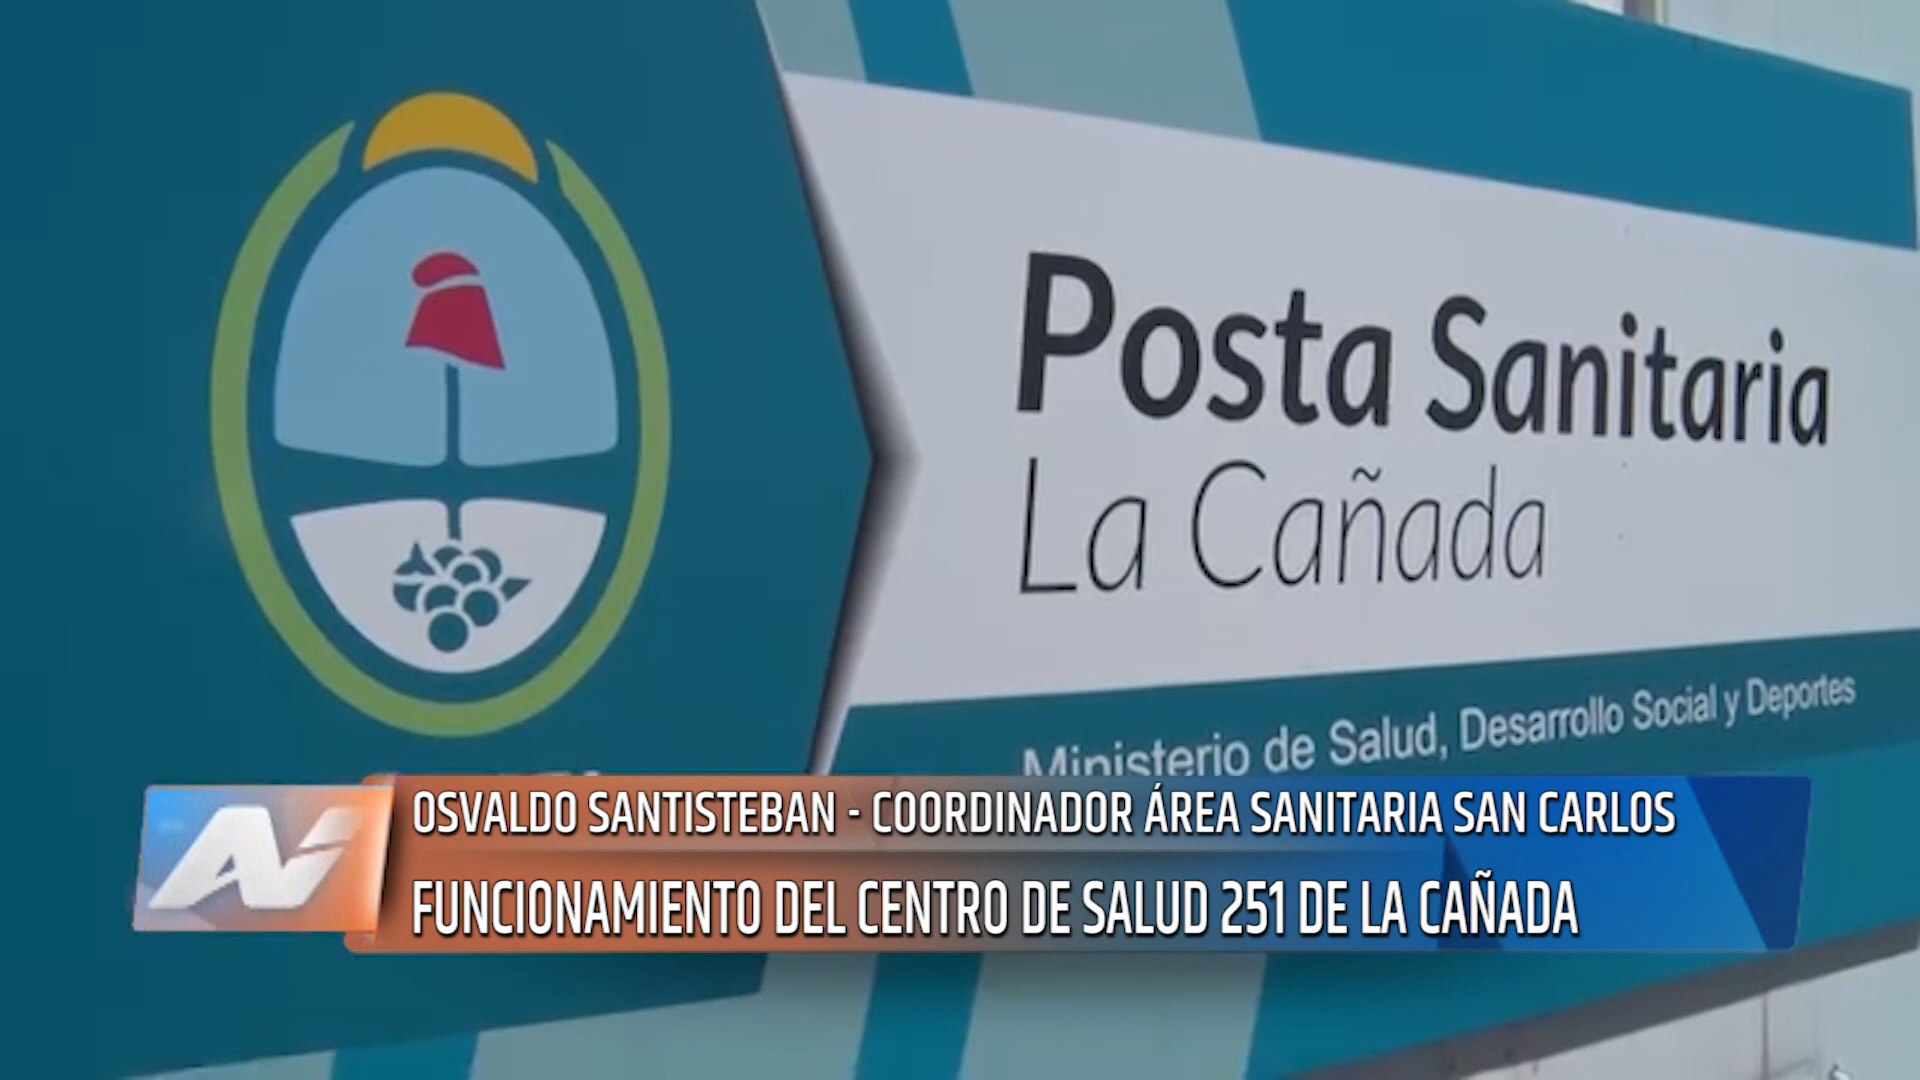 Posta Sanitaria
La Cañada
Ministerio de Salud, Desarrollo Social y Deportes
OSVALDO SANTISTEBAN - COORDINADOR ÁREA SANITARIA SAN CARLOS
FUNCIONAMIENTO DEL CENTRO DE SALUD 251 DE LA CAÑADA